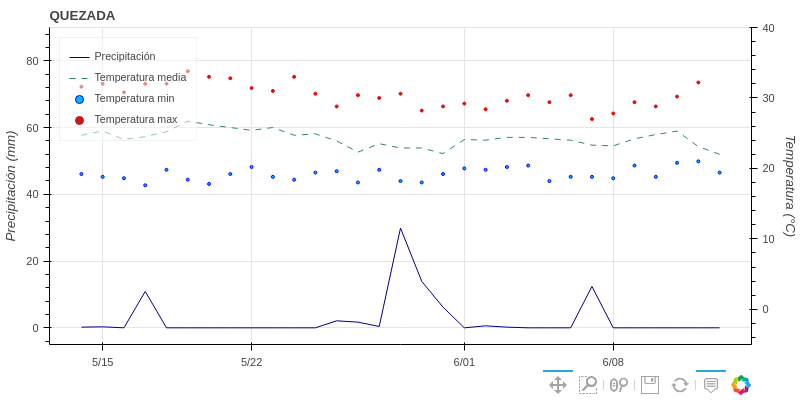 QUEZADA
Precipitación
Temperatura media
Temperatura min
Temperatura max
Precipitación (mm)
80
60
40
20
0
Temperatura (°C)
40
30
20
10
0
5/15
5/22
6/01
6/08